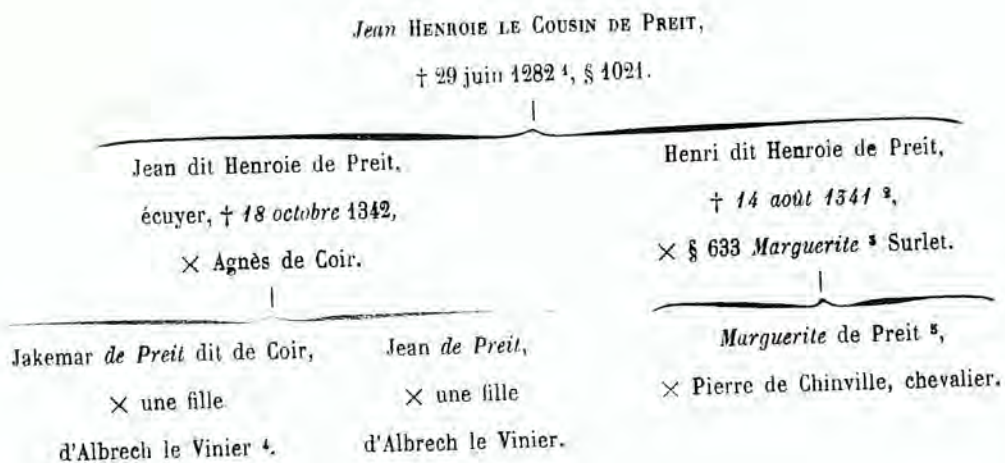 Jean HENROIE LE COUSIN DE PREIT,
† 29 juin 1282 ¹, § 1021.
Jean dit Henroie de Preit,
écuyer, † 18 octobre 1342,
× Agnès de Coir.
Henri dit Henroie de Preit,
† 14 août 1341 ²,
× § 633 Marguerite ³ Surlet.
Jakemar de Preit dit de Coir,
× une fille
d'Albrech le Vinier ⁴.
Jean de Preit,
× une fille
d'Albrech le Vinier.
Marguerite de Preit ⁵,
× Pierre de Chinville, chevalier.